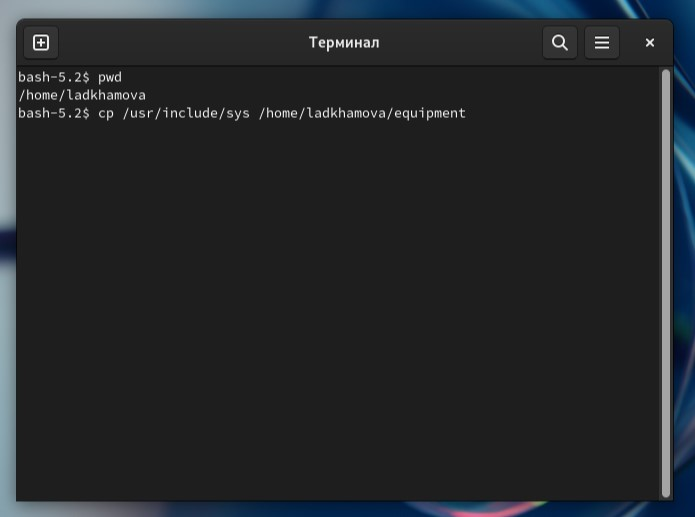 Терминал
bash-5.2$ pwd
/home/ladkhamova
bash-5.2$ cp /usr/include/sys /home/ladkhamova/equipment